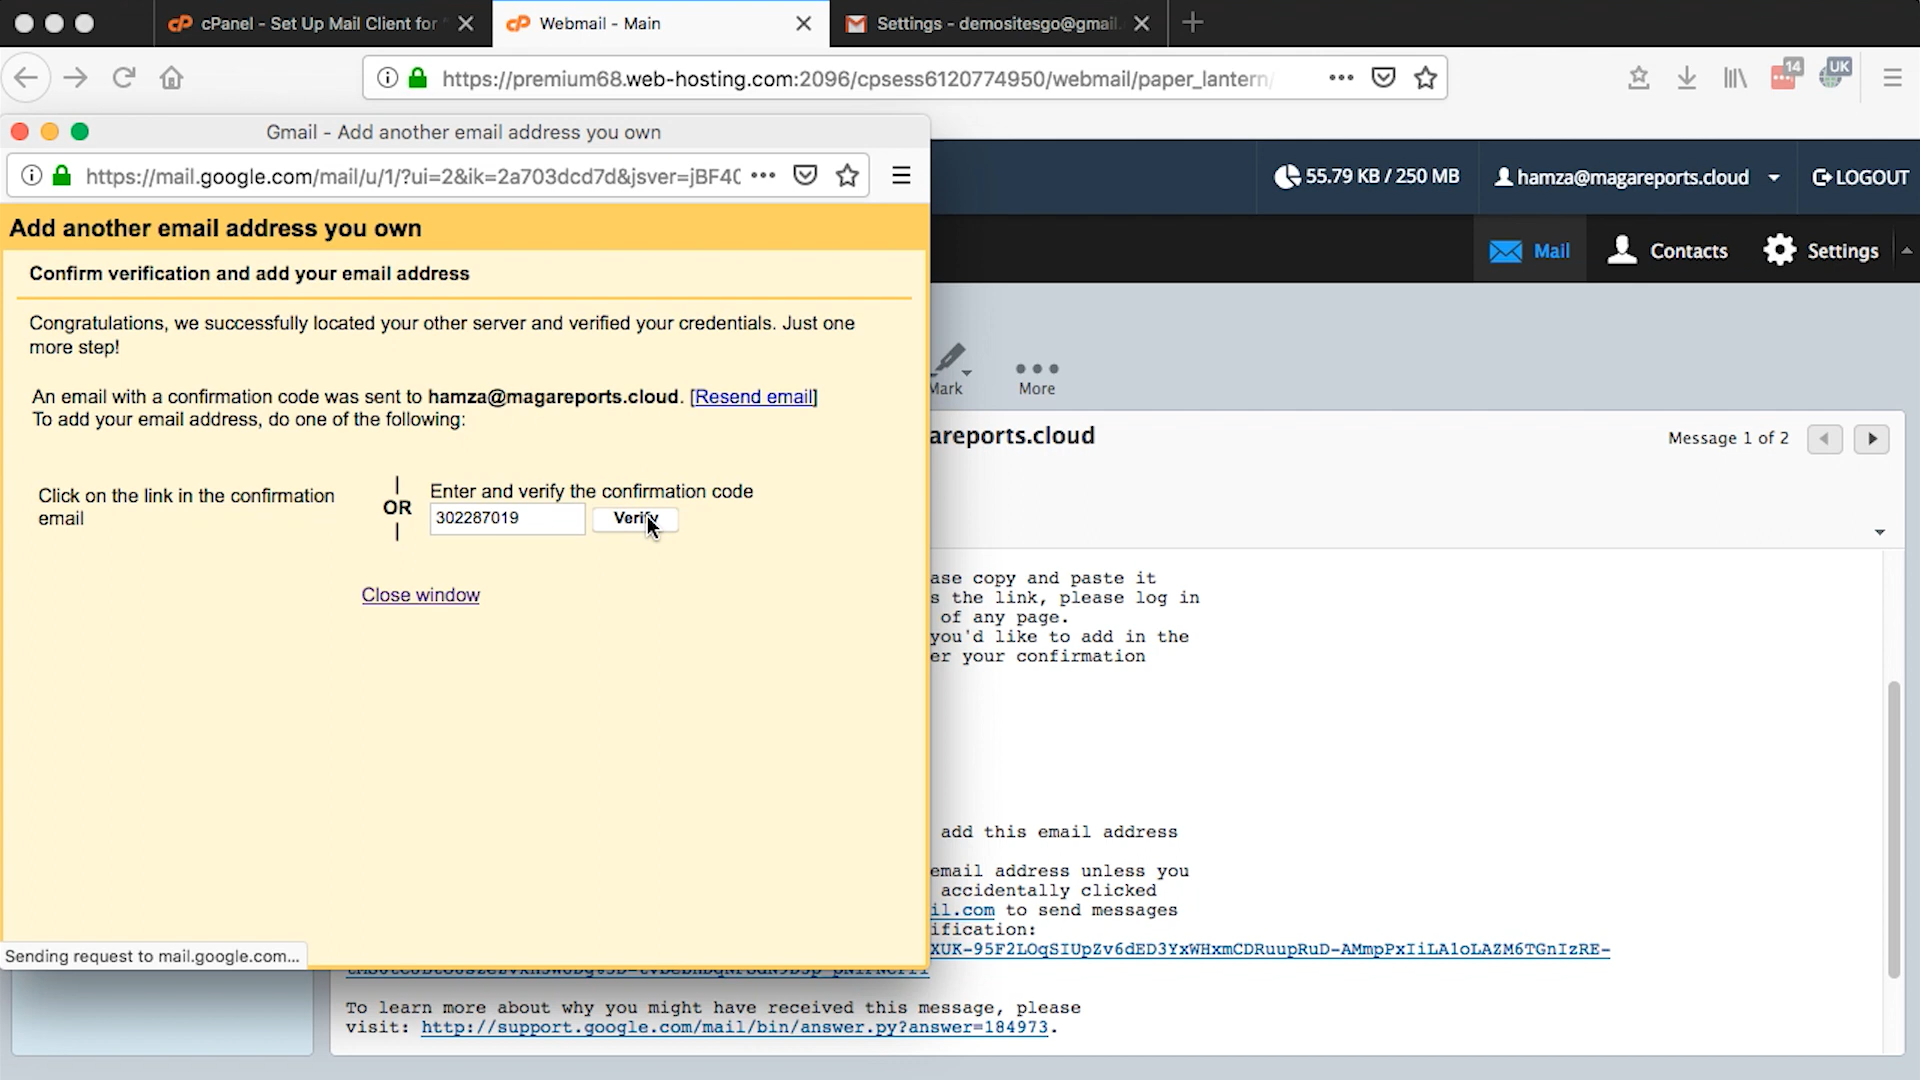 cPanel - Set Up Mail Client for
Webmail - Main
Settings - demositesgo@gmail.
https://premium68.web-hosting.com:2096/cpsess6120774950/webmail/paper_lantern/
14
UK
Gmail - Add another email address you own
https://mail.google.com/mail/u/1/?ui=2&ik=2a703dcd7d&jsver=jBF4C
55.79 KB / 250 MB
hamza@magareports.cloud
LOGOUT
Add another email address you own
Mail
Contacts
Settings
Confirm verification and add your email address
Congratulations, we successfully located your other server and verified your credentials. Just one
more step!
Mark
More
An email with a confirmation code was sent to hamza@magareports.cloud. [Resend email]
To add your email address, do one of the following:
areports.cloud
Message 1 of 2
Click on the link in the confirmation
email
OR
Enter and verify the confirmation code
302287019
Verify
Close window
ase copy and paste it
s the link, please log in
of any page.
you'd like to add in the
er your confirmation
add this email address
email address unless you
accidentally clicked
il.com to send messages
ification:
XUK-95F2LOqSIUpZv6dED3YxWHxmCDRuupRuD-AMmpPxIiLA1oLAZM6TGnIzRE-
Sending request to mail.google.com...
To learn more about why you might have received this message, please
visit: http://support.google.com/mail/bin/answer.py?answer=184973.